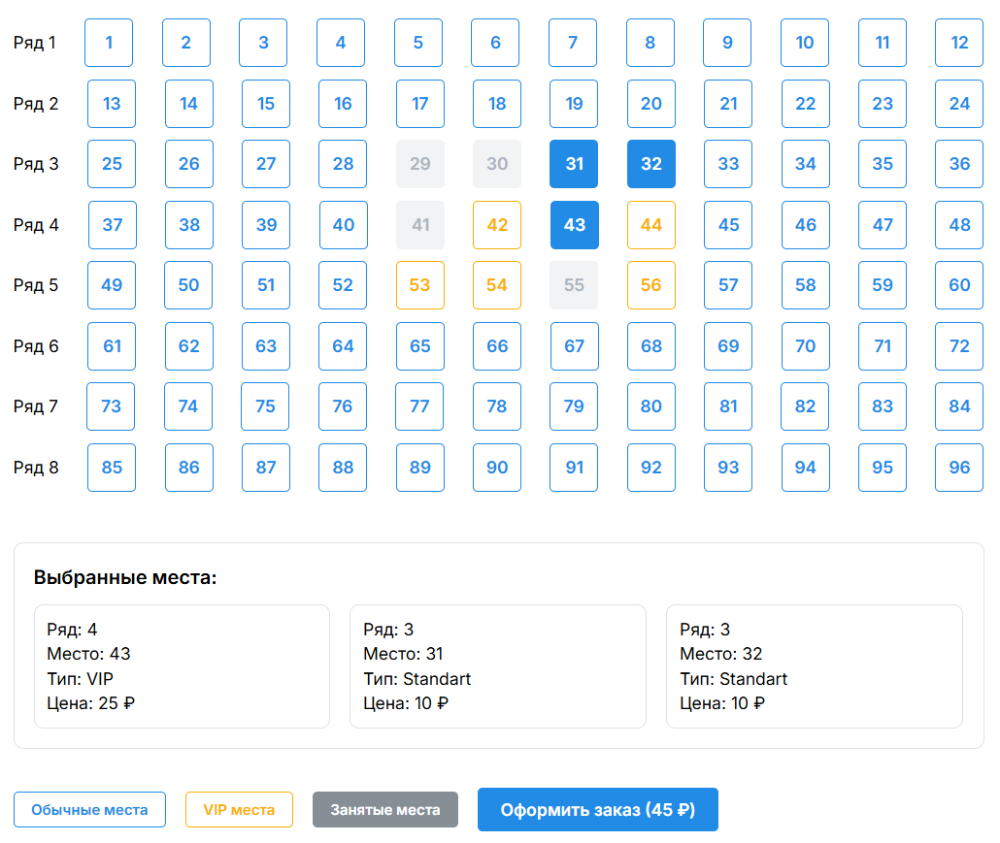 Ряд 1 1 2 3 4 5 6 7 8 9 10 11 12
Ряд 2 13 14 15 16 17 18 19 20 21 22 23 24
Ряд 3 25 26 27 28 29 30 31 32 33 34 35 36
Ряд 4 37 38 39 40 41 42 43 44 45 46 47 48
Ряд 5 49 50 51 52 53 54 55 56 57 58 59 60
Ряд 6 61 62 63 64 65 66 67 68 69 70 71 72
Ряд 7 73 74 75 76 77 78 79 80 81 82 83 84
Ряд 8 85 86 87 88 89 90 91 92 93 94 95 96
Выбранные места:
Ряд: 4
Место: 43
Тип: VIP
Цена: 25 ₽
Ряд: 3
Место: 31
Тип: Standart
Цена: 10 ₽
Ряд: 3
Место: 32
Тип: Standart
Цена: 10 ₽
Обычные места
VIP места
Занятые места
Оформить заказ (45 ₽)